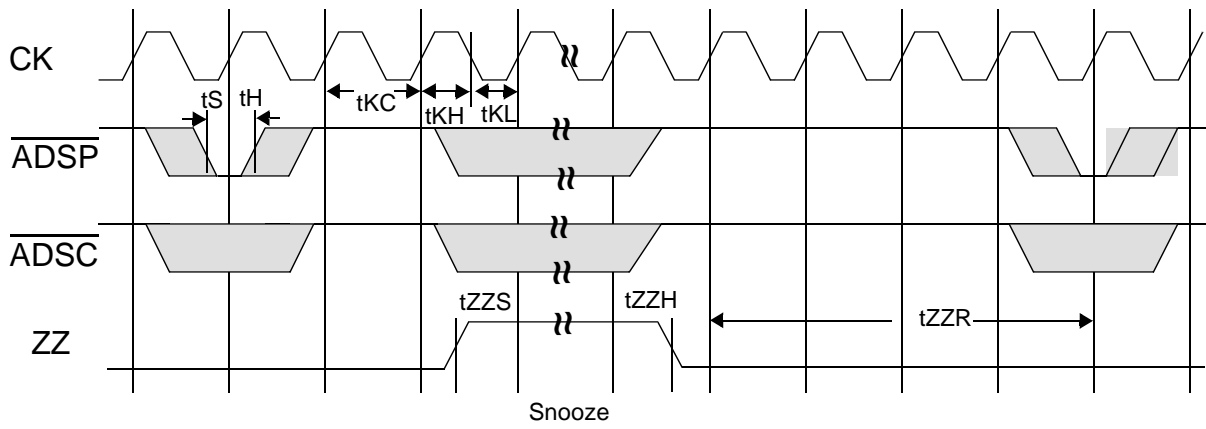 CK
tS tH tKC tKH tKL
ADSP
ADSC
tZZS tZZH tZZR
ZZ
Snooze